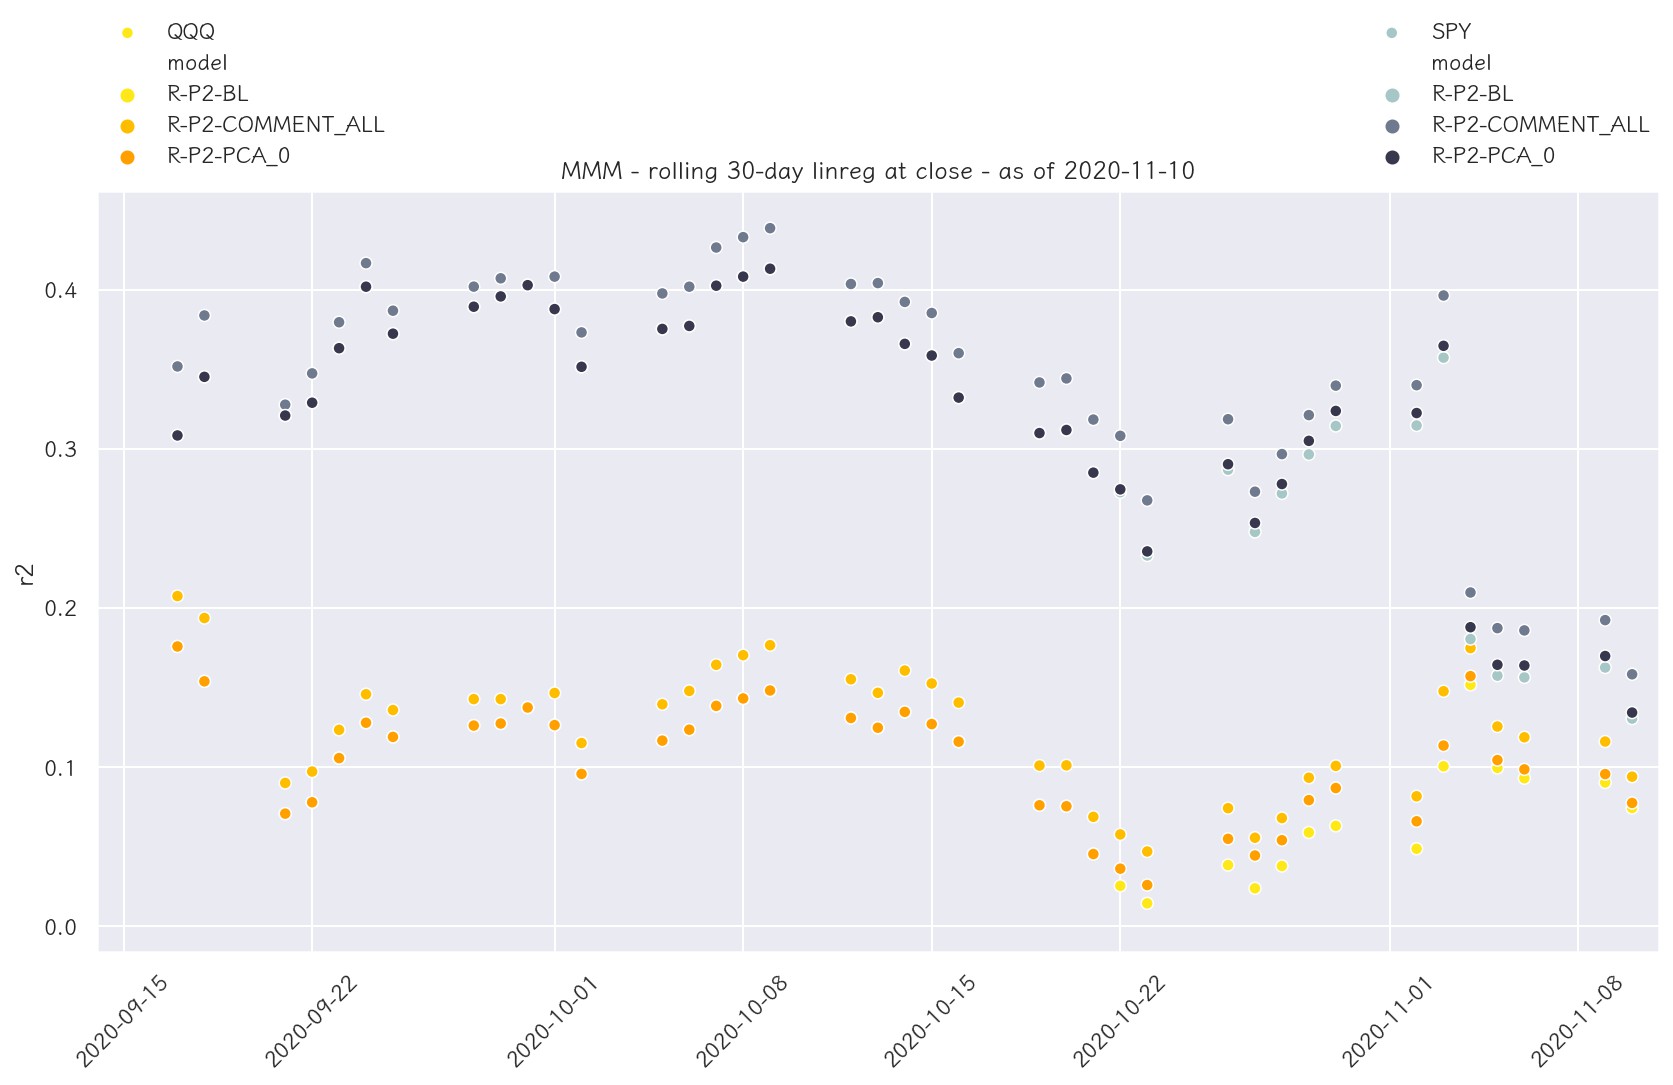 QQQ
model
R-P2-BL
R-P2-COMMENT_ALL
R-P2-PCA_0
SPY
model
R-P2-BL
R-P2-COMMENT_ALL
R-P2-PCA_0
MMM - rolling 30-day linreg at close - as of 2020-11-10
r2
0.4
0.3
0.2
0.1
0.0
2020-09-15
2020-09-22
2020-10-01
2020-10-08
2020-10-15
2020-10-22
2020-11-01
2020-11-08